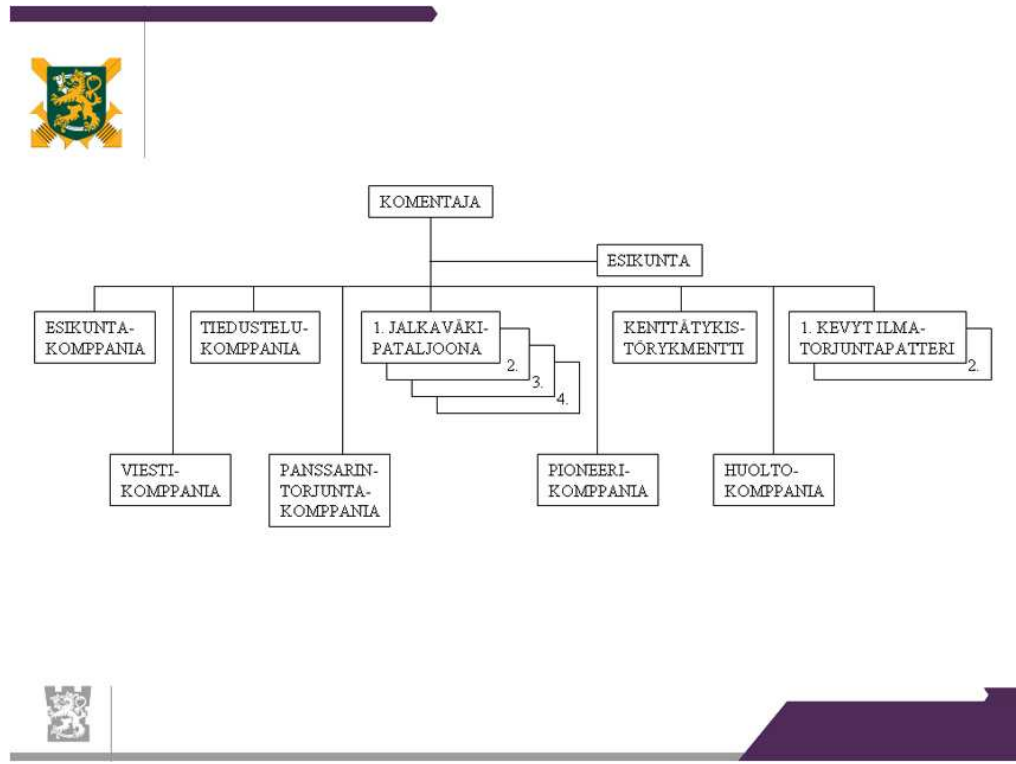 KOMENTAJA
ESIKUNTA
ESIKUNTA-
KOMPPANIA
TIEDUSTELU-
KOMPPANIA
1. JALKAVÄKI-
PATALJOONA
2.
3.
4.
KENTTÄTYKIS-
TÖRYKMENTTI
1. KEVYT ILMA-
TORJUNTAPATTERI
2.
VIESTI-
KOMPPANIA
PANSSARIN-
TORJUNTA-
KOMPPANIA
PIONEERI-
KOMPPANIA
HUOLTO-
KOMPPANIA